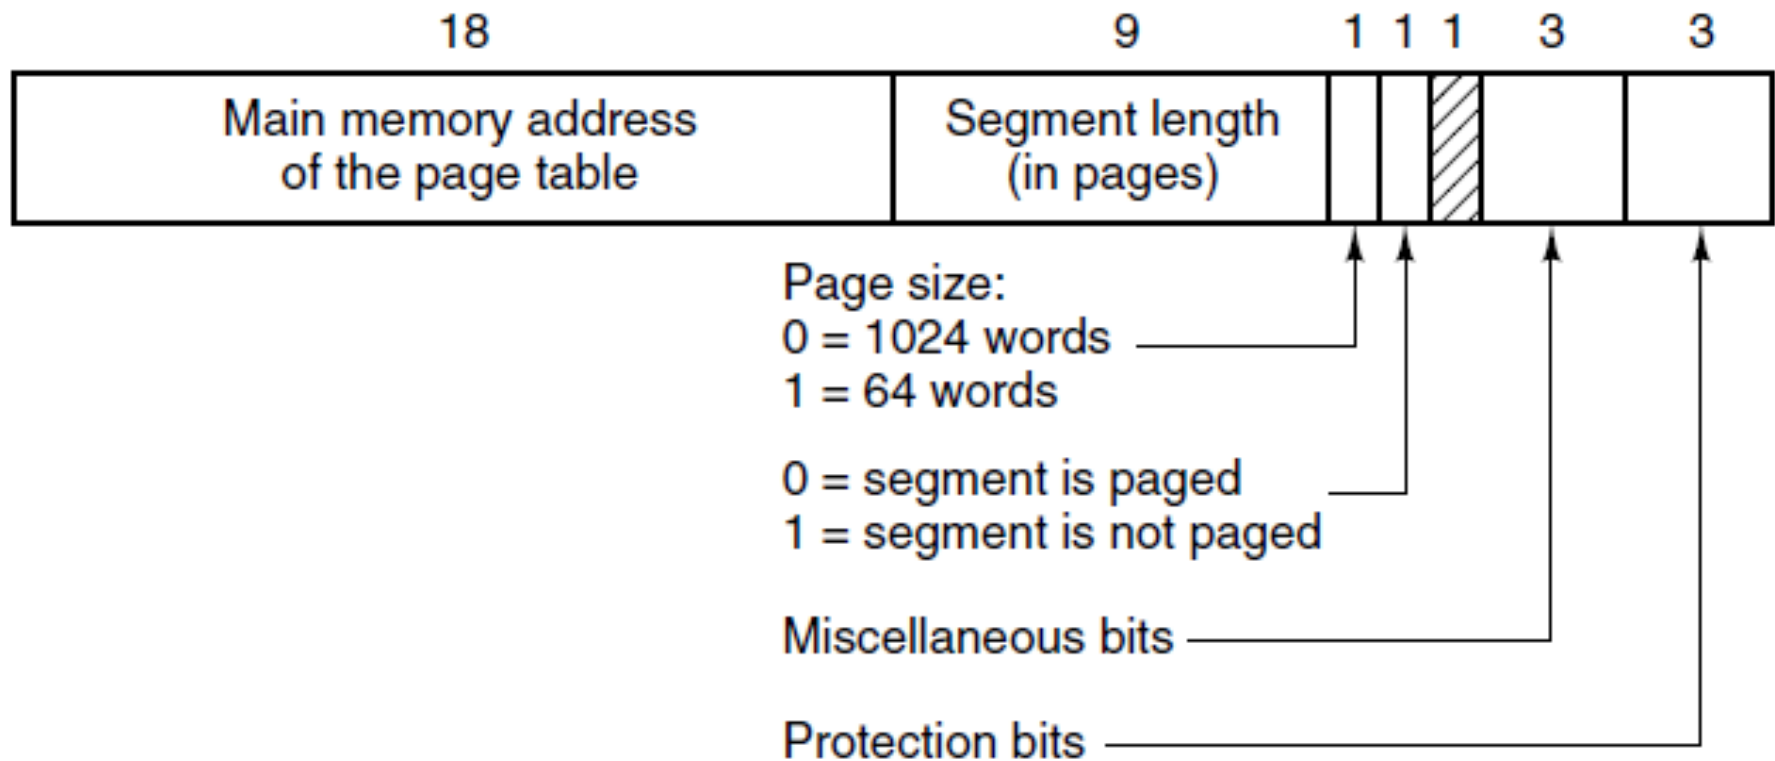 18 9 1 1 1 3 3
Main memory address
of the page table
Segment length
(in pages)
Page size:
0 = 1024 words
1 = 64 words
0 = segment is paged
1 = segment is not paged
Miscellaneous bits
Protection bits